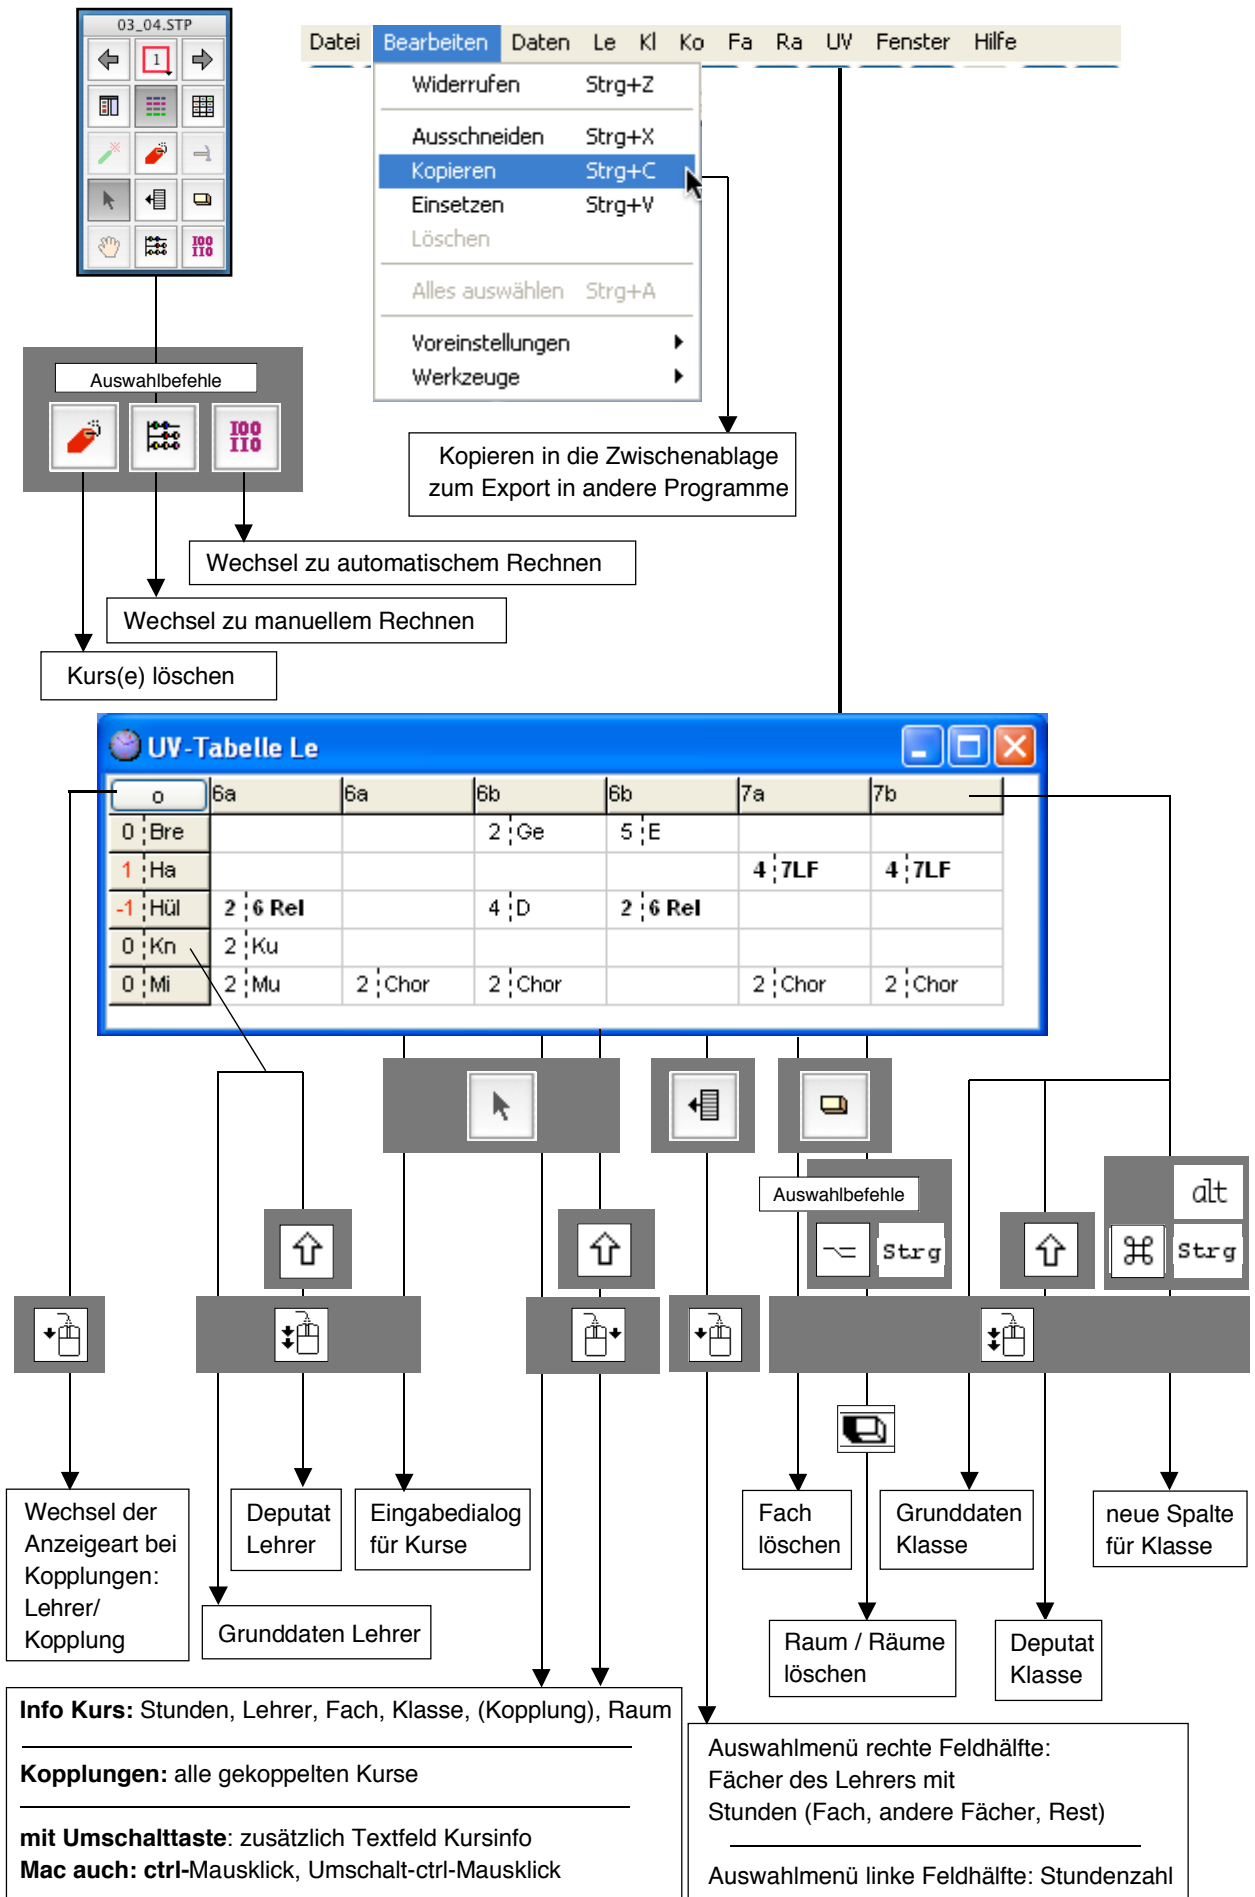 03_04.STP
1
Datei Bearbeiten Daten Le Kl Ko Fa Ra UV Fenster Hilfe
Widerrufen Strg+Z
Ausschneiden Strg+X
Kopieren Strg+C
Einsetzen Strg+V
Löschen
Alles auswählen Strg+A
Voreinstellungen
Werkzeuge
100
110
Auswahlbefehle
100
110
Kopieren in die Zwischenablage
zum Export in andere Programme
Wechsel zu automatischem Rechnen
Wechsel zu manuellem Rechnen
Kurs(e) löschen
UV-Tabelle Le
o 6a 6a 6b 6b 7a 7b
0 Bre 2 Ge 5 E
1 Ha 4 7LF 4 7LF
-1 Hül 2 6 Rel 4 D 2 6 Rel
0 Kn 2 Ku
0 Mi 2 Mu 2 Chor 2 Chor 2 Chor 2 Chor
Auswahlbefehle
alt
⌥ Strg
⌘ Strg
Wechsel der
Anzeigeart bei
Kopplungen:
Lehrer/
Kopplung
Deputat
Lehrer
Eingabedialog
für Kurse
Fach
löschen
Grunddaten
Klasse
neue Spalte
für Klasse
Grunddaten Lehrer
Raum / Räume
löschen
Deputat
Klasse
Info Kurs: Stunden, Lehrer, Fach, Klasse, (Kopplung), Raum
Kopplungen: alle gekoppelten Kurse
mit Umschalttaste: zusätzlich Textfeld Kursinfo
Mac auch: ctrl-Mausklick, Umschalt-ctrl-Mausklick
Auswahlmenü rechte Feldhälfte:
Fächer des Lehrers mit
Stunden (Fach, andere Fächer, Rest)
Auswahlmenü linke Feldhälfte: Stundenzahl